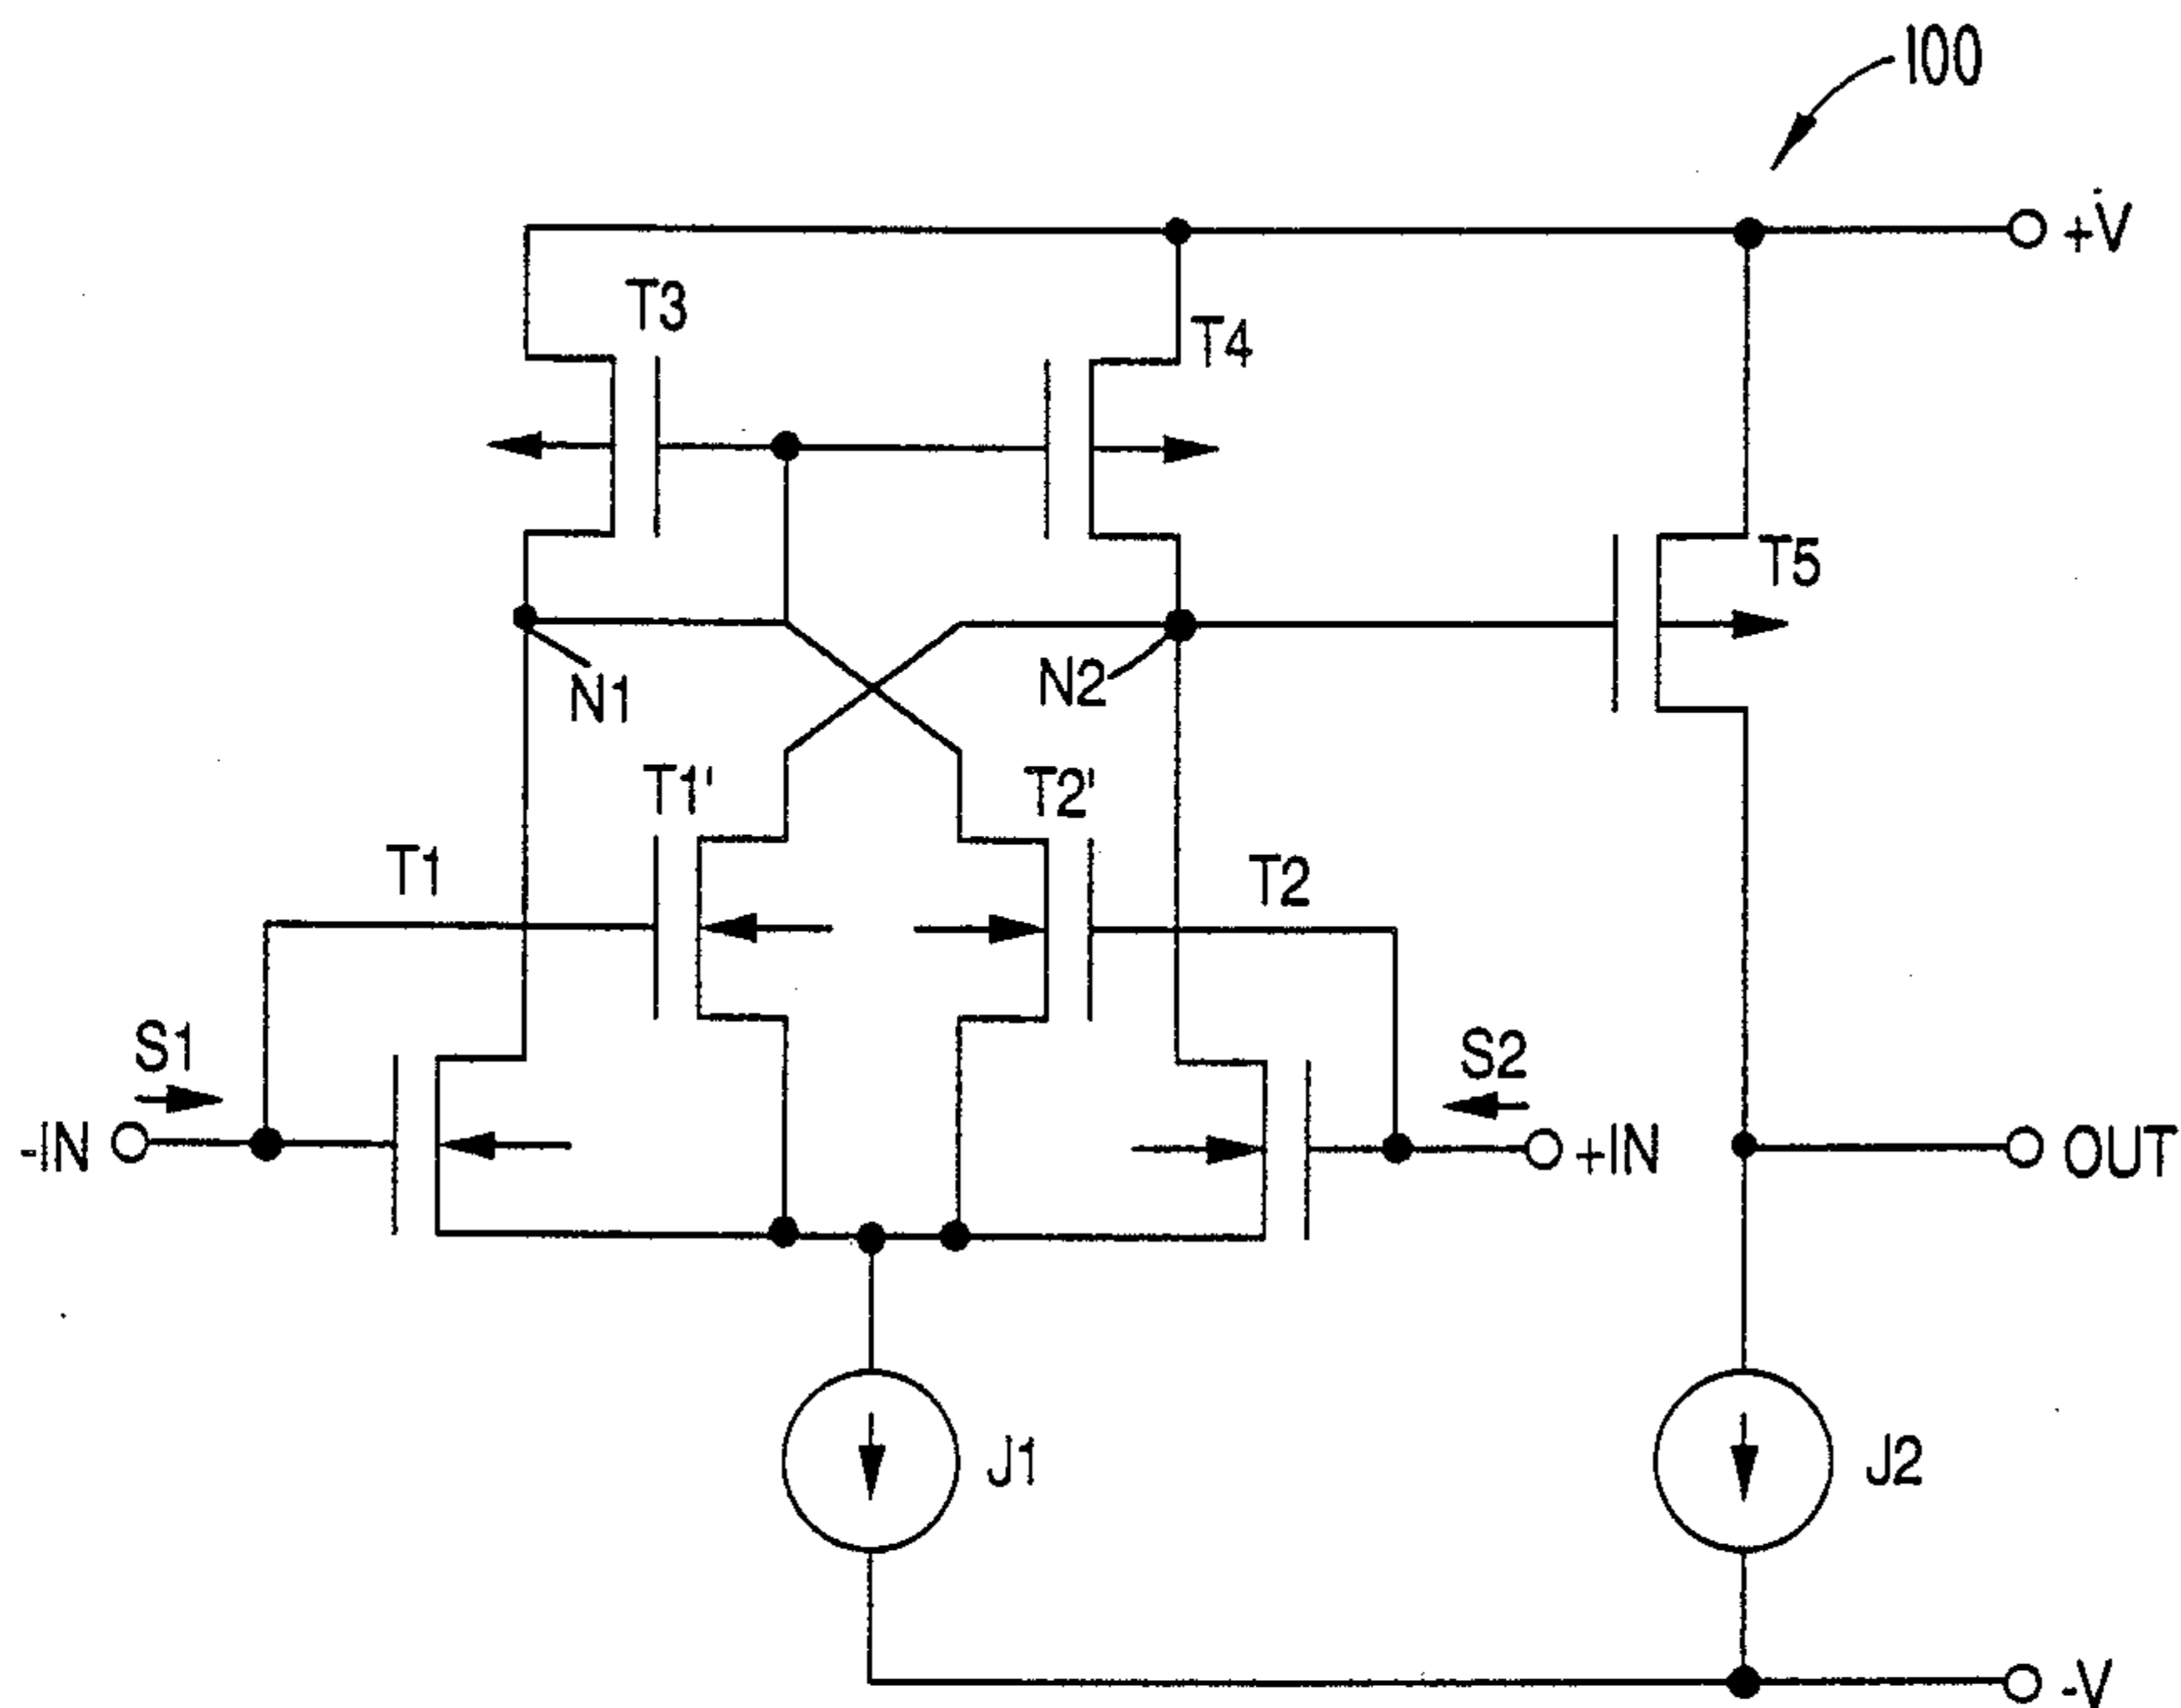 100
+V
T3
T4
T5
N1
N2
T1'
T2'
T1
T2
S1
S2
-IN
+IN
OUT
J1
J2
-V